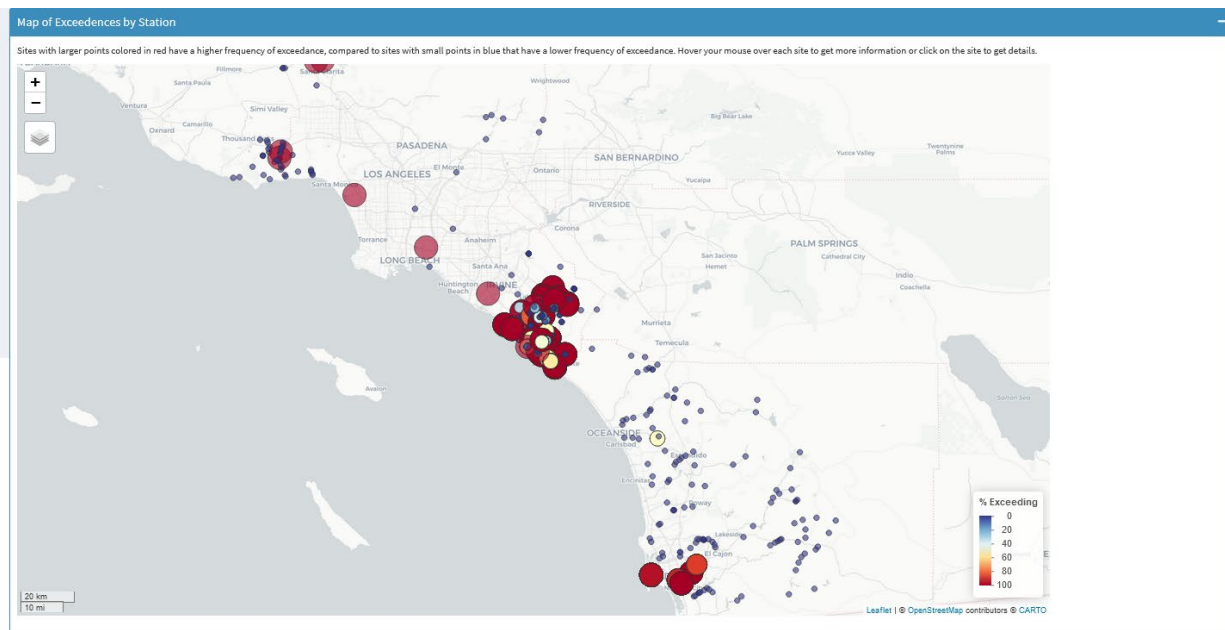 Map of Exceedences by Station
Sites with larger points colored in red have a higher frequency of exceedance, compared to sites with small points in blue that have a lower frequency of exceedance. Hover your mouse over each site to get more information or click on the site to get details.
+
−
Fillmore
Santa Paula
Wrightwood
Ventura
Simi Valley
Big Bear Lake
Camarillo
Oxnard
Thousand
PASADENA
Twentynine
Palms
Yucca Valley
SAN BERNARDINO
El Monte
LOS ANGELES
Ontario
Santa Mo
Yucaipa
RIVERSIDE
Corona
Torrance
Anaheim
PALM SPRINGS
LONG BEACH
San Jacinto
Cathedral City
Santa Ana
Hemet
Indio
Huntington
Beach
IRVINE
Coachella
Murrieta
Temecula
Avalon
Salton Sea
OCEANSIDE
Carlsbad
Escondido
Encinitas
Poway
Lakeside
El Cajon
% Exceeding
0
20
40
60
80
100
20 km
10 mi
Leaflet | © OpenStreetMap contributors © CARTO